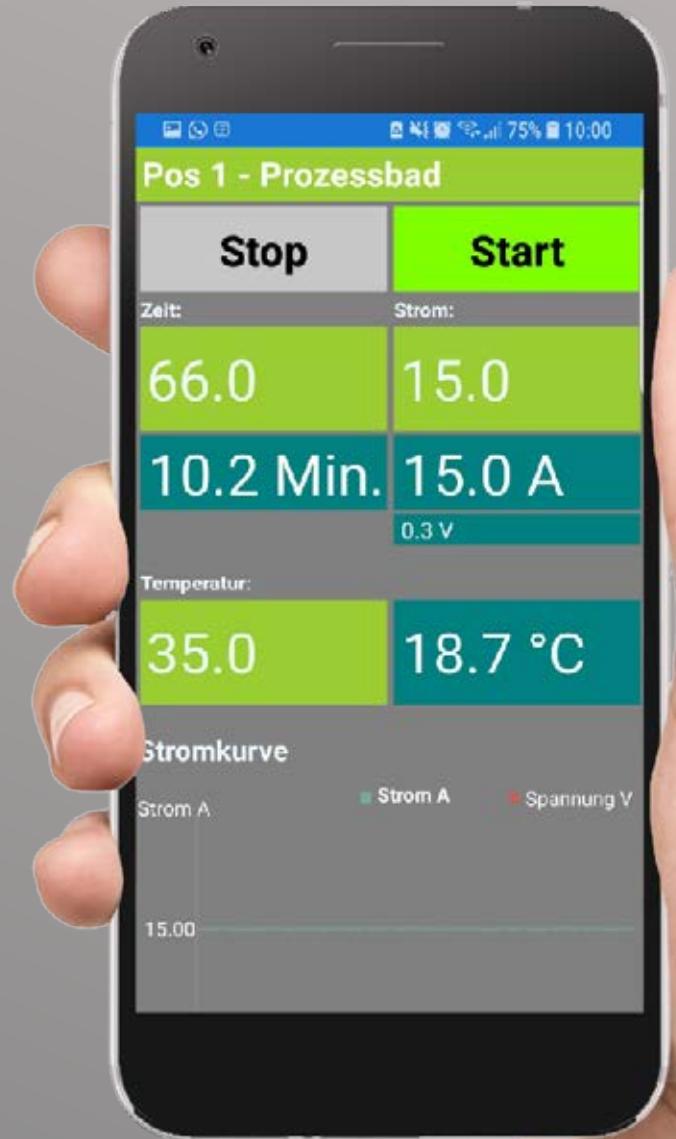 75% 10:00
Pos 1 - Prozessbad
Stop Start
Zeit: Strom:
66.0 15.0
10.2 Min. 15.0 A
0.3 V
Temperatur:
35.0 18.7 °C
Stromkurve
Strom A Strom A Spannung V
15.00